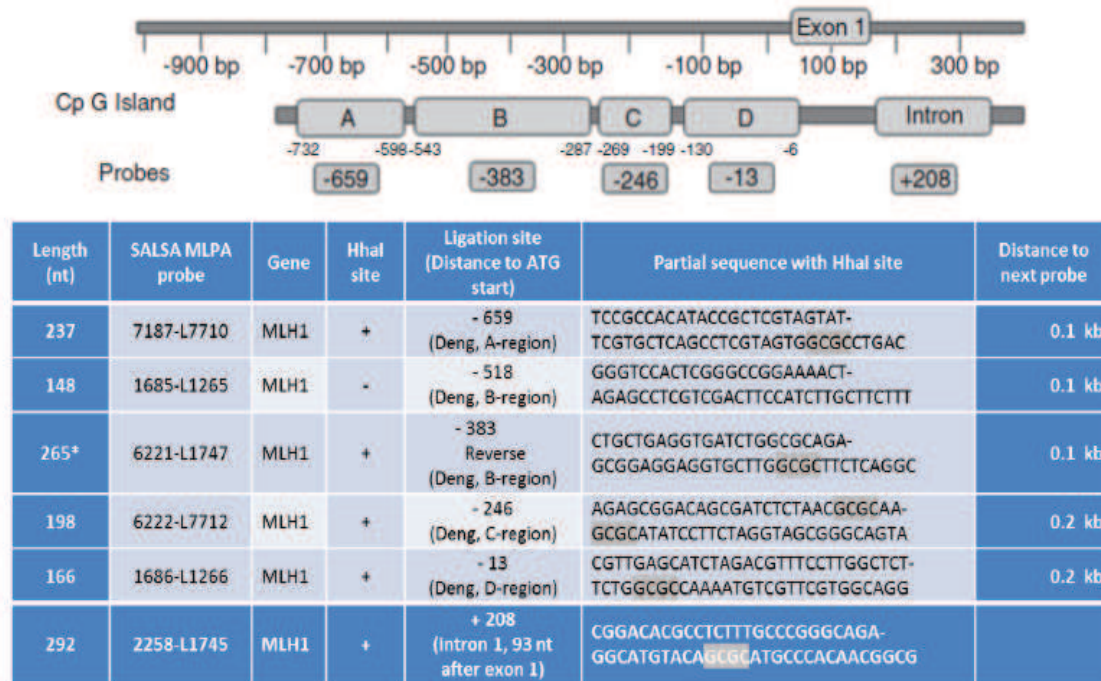 Exon 1
-900 bp -700 bp -500 bp -300 bp -100 bp 100 bp 300 bp
Cp G Island
A B C D Intron
-732 -598 -543 -287 -269 -199 -130 -6
Probes
-659 -383 -246 -13 +208
Length (nt) SALSA MLPA probe Gene HhaI site Ligation site (Distance to ATG start) Partial sequence with HhaI site Distance to next probe
237 7187-L7710 MLH1 + - 659 (Deng, A-region)
TCCGCCACATACCGCTCGTAGTAT-
TCGTGCTCAGCCTCGTAGTGGCGCCTGAC
0.1 kb
148 1685-L1265 MLH1 - - 518 (Deng, B-region)
GGGTCCACTCGGGCCGGAAAACT-
AGAGCCTCGTCGACTTCCATCTTGCTTCTTT
0.1 kb
265* 6221-L1747 MLH1 + - 383 Reverse (Deng, B-region)
CTGCTGAGGTGATCTGGCGCAGA-
GCGGAGGAGGTGCTTGGCGCTTCTCAGGC
0.1 kb
198 6222-L7712 MLH1 + - 246 (Deng, C-region)
AGAGCGGACAGCGATCTCTAACGCGCAA-
GCGCATATCCTTCTAGGTAGCGGGCAGTA
0.2 kb
166 1686-L1266 MLH1 + - 13 (Deng, D-region)
CGTTGAGCATCTAGACGTTTCCTTGGCTCT-
TCTGGCGCCAAAATGTCGTTCGTGGCAGG
0.2 kb
292 2258-L1745 MLH1 + + 208 (Intron 1, 93 nt after exon 1)
CGGACACGCCTCTTTGCCCGGGCAGA-
GGCATGTACAGCGCATGCCCACAACGGCG